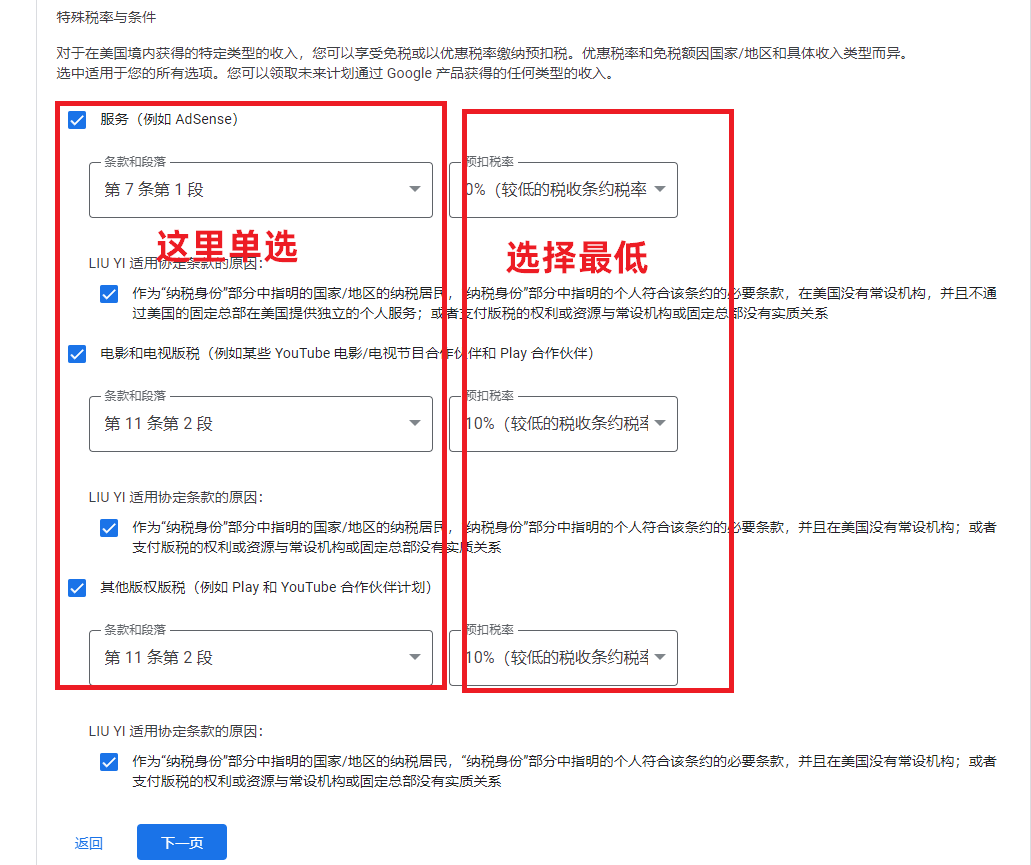 特殊税率与条件
对于在美国境内获得的特定类型的收入，您可以享受免税或以优惠税率缴纳预扣税。优惠税率和免税额因国家/地区和具体收入类型而异。
选中适用于您的所有选项。您可以领取未来计划通过 Google 产品获得的任何类型的收入。
服务（例如 AdSense）
条款和段落
预扣税率
第 7 条第 1 段
0%（较低的税收条约税率
这里单选
选择最低
LIU YI 适用协定条款的原因：
作为“纳税身份”部分中指明的国家/地区的纳税居民，“纳税身份”部分中指明的个人符合该条约的必要条款，在美国没有常设机构，并且不通
过美国的固定总部在美国提供独立的个人服务；或者支付版税的权利或资源与常设机构或固定总部没有实质关系
电影和电视版税（例如某些 YouTube 电影/电视节目合作伙伴和 Play 合作伙伴）
条款和段落
预扣税率
第 11 条第 2 段
10%（较低的税收条约税率
LIU YI 适用协定条款的原因：
作为“纳税身份”部分中指明的国家/地区的纳税居民，“纳税身份”部分中指明的个人符合该条约的必要条款，并且在美国没有常设机构；或者
支付版税的权利或资源与常设机构或固定总部没有实质关系
其他版权版税（例如 Play 和 YouTube 合作伙伴计划）
条款和段落
预扣税率
第 11 条第 2 段
10%（较低的税收条约税率
LIU YI 适用协定条款的原因：
作为“纳税身份”部分中指明的国家/地区的纳税居民，“纳税身份”部分中指明的个人符合该条约的必要条款，并且在美国没有常设机构；或者
支付版税的权利或资源与常设机构或固定总部没有实质关系
返回
下一页